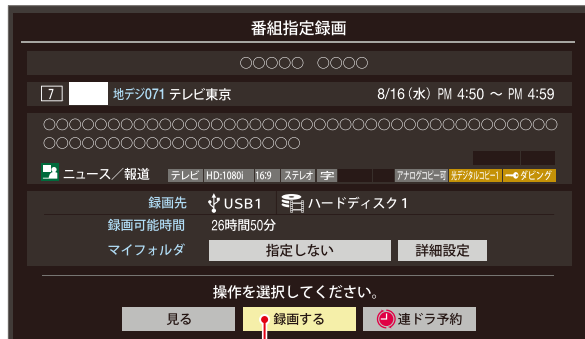 番組指定録画
○○○○○ ○○○○
7 地デジ071 テレビ東京 8/16(水) PM 4:50 ～ PM 4:59
○○○○○○○○○○○○○○○○○○○○○○○○○○○○○○○○○○○○○○○○
○○○○○○○○○○○○○○○○○○○○
ニュース／報道 テレビ HD:1080i 16:9 ステレオ 字 アナログコピー可 光デジタルコピー1 ダビング
録画先 USB1 ハードディスク1
録画可能時間 26時間50分
マイフォルダ 指定しない 詳細設定
操作を選択してください。
見る 録画する 連ドラ予約